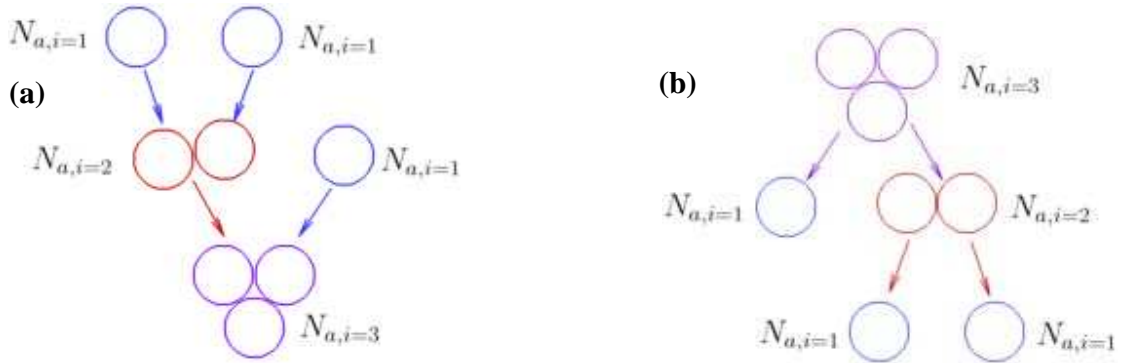 N_{a,i=1} N_{a,i=1}
(a)
N_{a,i=2} N_{a,i=1}
N_{a,i=3}
(b)
N_{a,i=3}
N_{a,i=1} N_{a,i=2}
N_{a,i=1} N_{a,i=1}